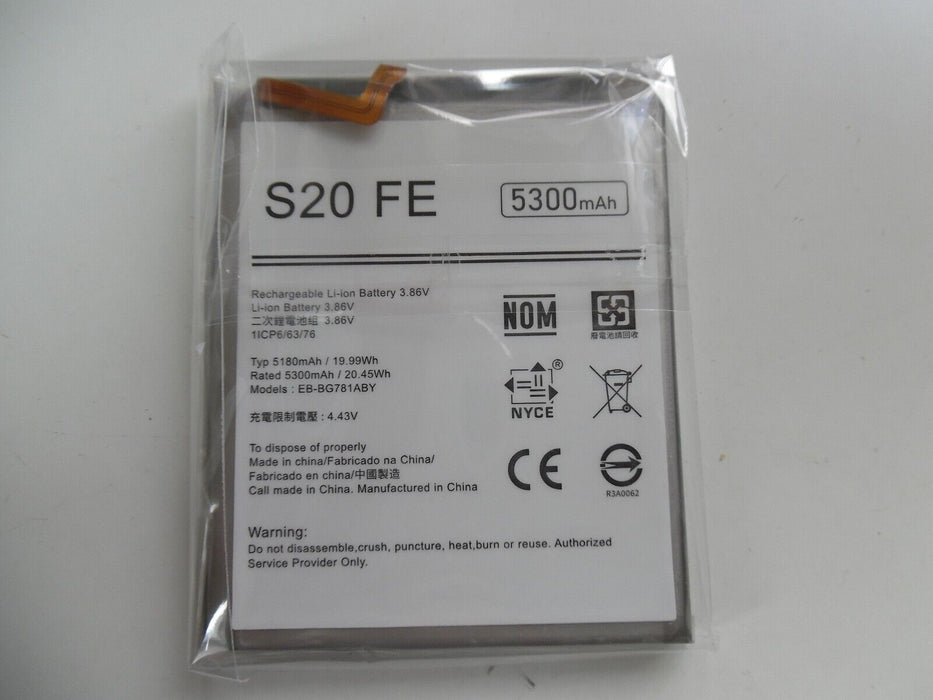 S20 FE
5300mAh
Rechargeable Li-ion Battery 3.86V
Li-ion Battery 3.86V
二次鋰電池組 3.86V
1ICP6/63/76
Typ 5180mAh / 19.99Wh
Rated 5300mAh / 20.45Wh
Models : EB-BG781ABY
充電限制電壓 : 4.43V
To dispose of properly
Made in china/Fabricado na China/
Fabricado en china/中國製造
Call made in China. Manufactured in China
NOM
廢電池請回收
®
NYCE
CE
R3A0062
Warning:
Do not disassemble,crush, puncture, heat,burn or reuse. Authorized
Service Provider Only.